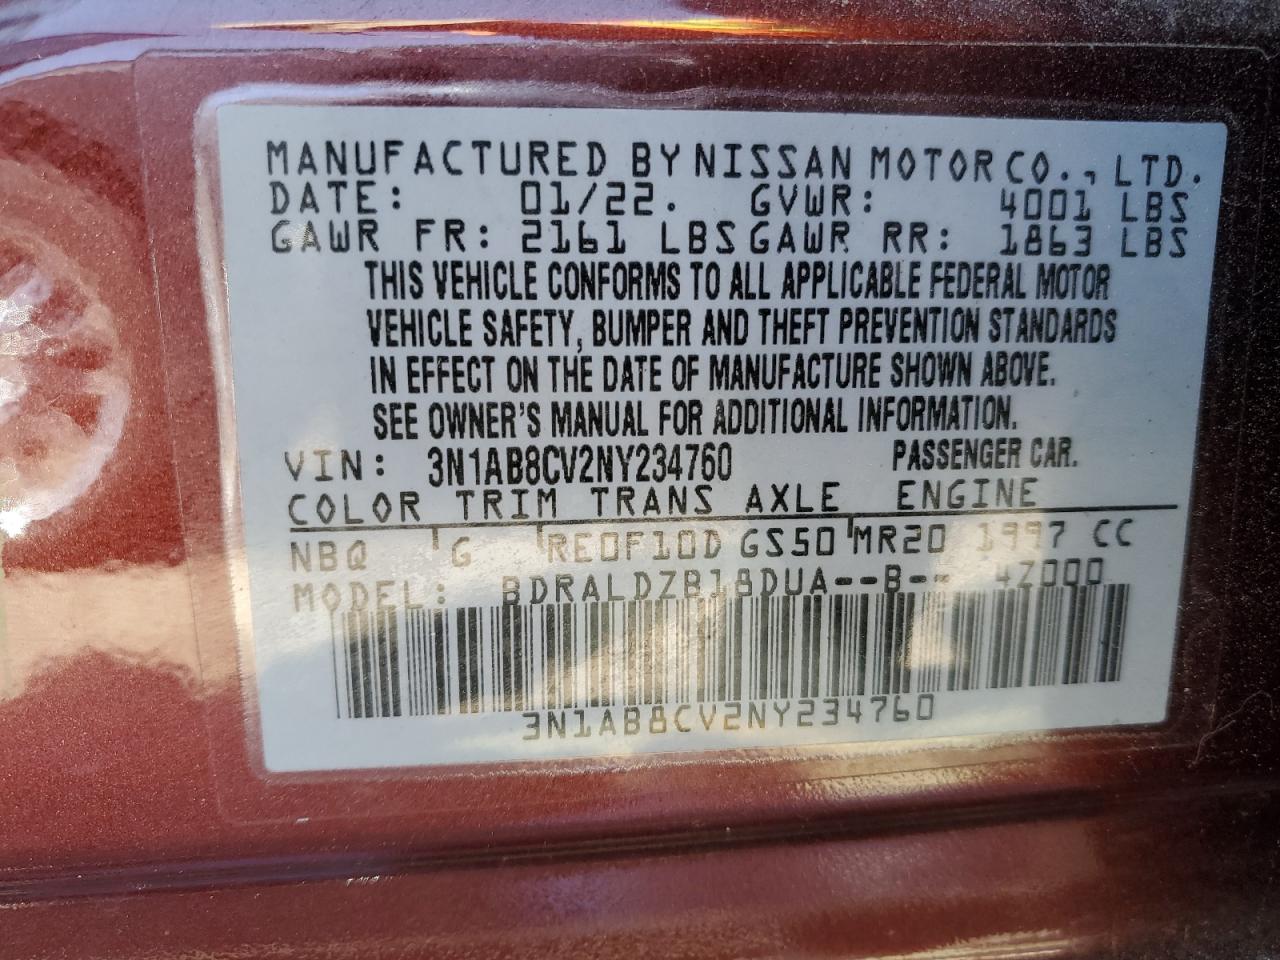 MANUFACTURED BY NISSAN MOTOR CO., LTD.
DATE: 01/22. GVWR: 4001 LBS
GAWR FR: 2161 LBS GAWR RR: 1863 LBS
THIS VEHICLE CONFORMS TO ALL APPLICABLE FEDERAL MOTOR
VEHICLE SAFETY, BUMPER AND THEFT PREVENTION STANDARDS
IN EFFECT ON THE DATE OF MANUFACTURE SHOWN ABOVE.
SEE OWNER'S MANUAL FOR ADDITIONAL INFORMATION.
VIN: 3N1AB8CV2NY234760 PASSENGER CAR.
COLOR TRIM TRANS AXLE ENGINE
NBQ G RE0F10D GS50 MR20 1997 CC
MODEL: BDRALDZB18DUA--B-- 4Z000
3N1AB8CV2NY234760